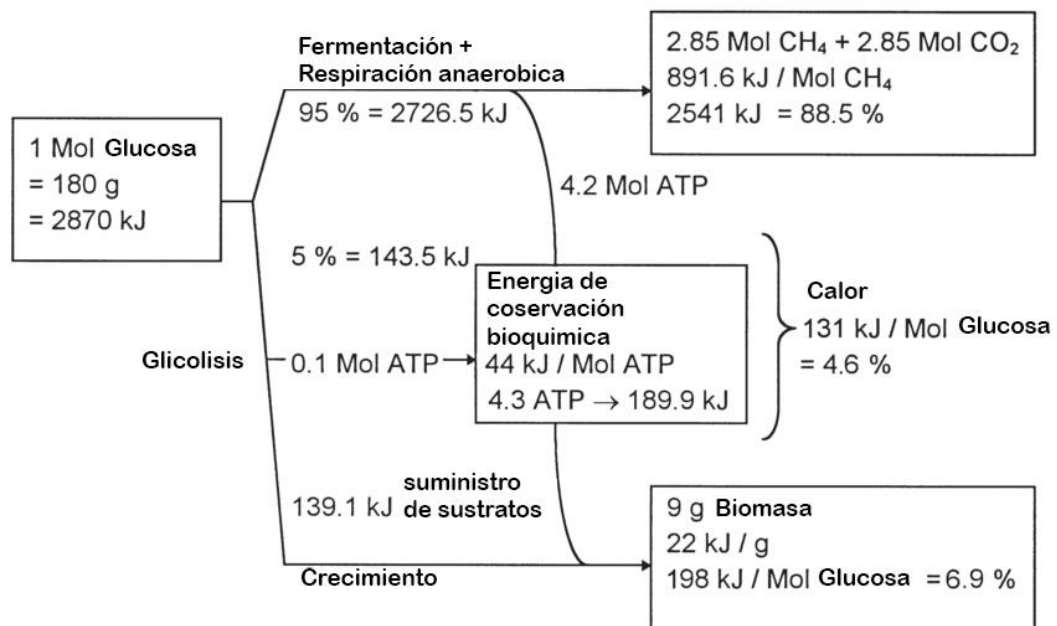 1 Mol Glucosa
= 180 g
= 2870 kJ
Fermentación +
Respiración anaerobica
95 % = 2726.5 kJ
2.85 Mol CH₄ + 2.85 Mol CO₂
891.6 kJ / Mol CH₄
2541 kJ = 88.5 %
4.2 Mol ATP
5 % = 143.5 kJ
Energia de
coservación
bioquimica
44 kJ / Mol ATP
4.3 ATP → 189.9 kJ
Glicolisis
0.1 Mol ATP
Calor
131 kJ / Mol Glucosa
= 4.6 %
139.1 kJ
suministro
de sustratos
Crecimiento
9 g Biomasa
22 kJ / g
198 kJ / Mol Glucosa = 6.9 %